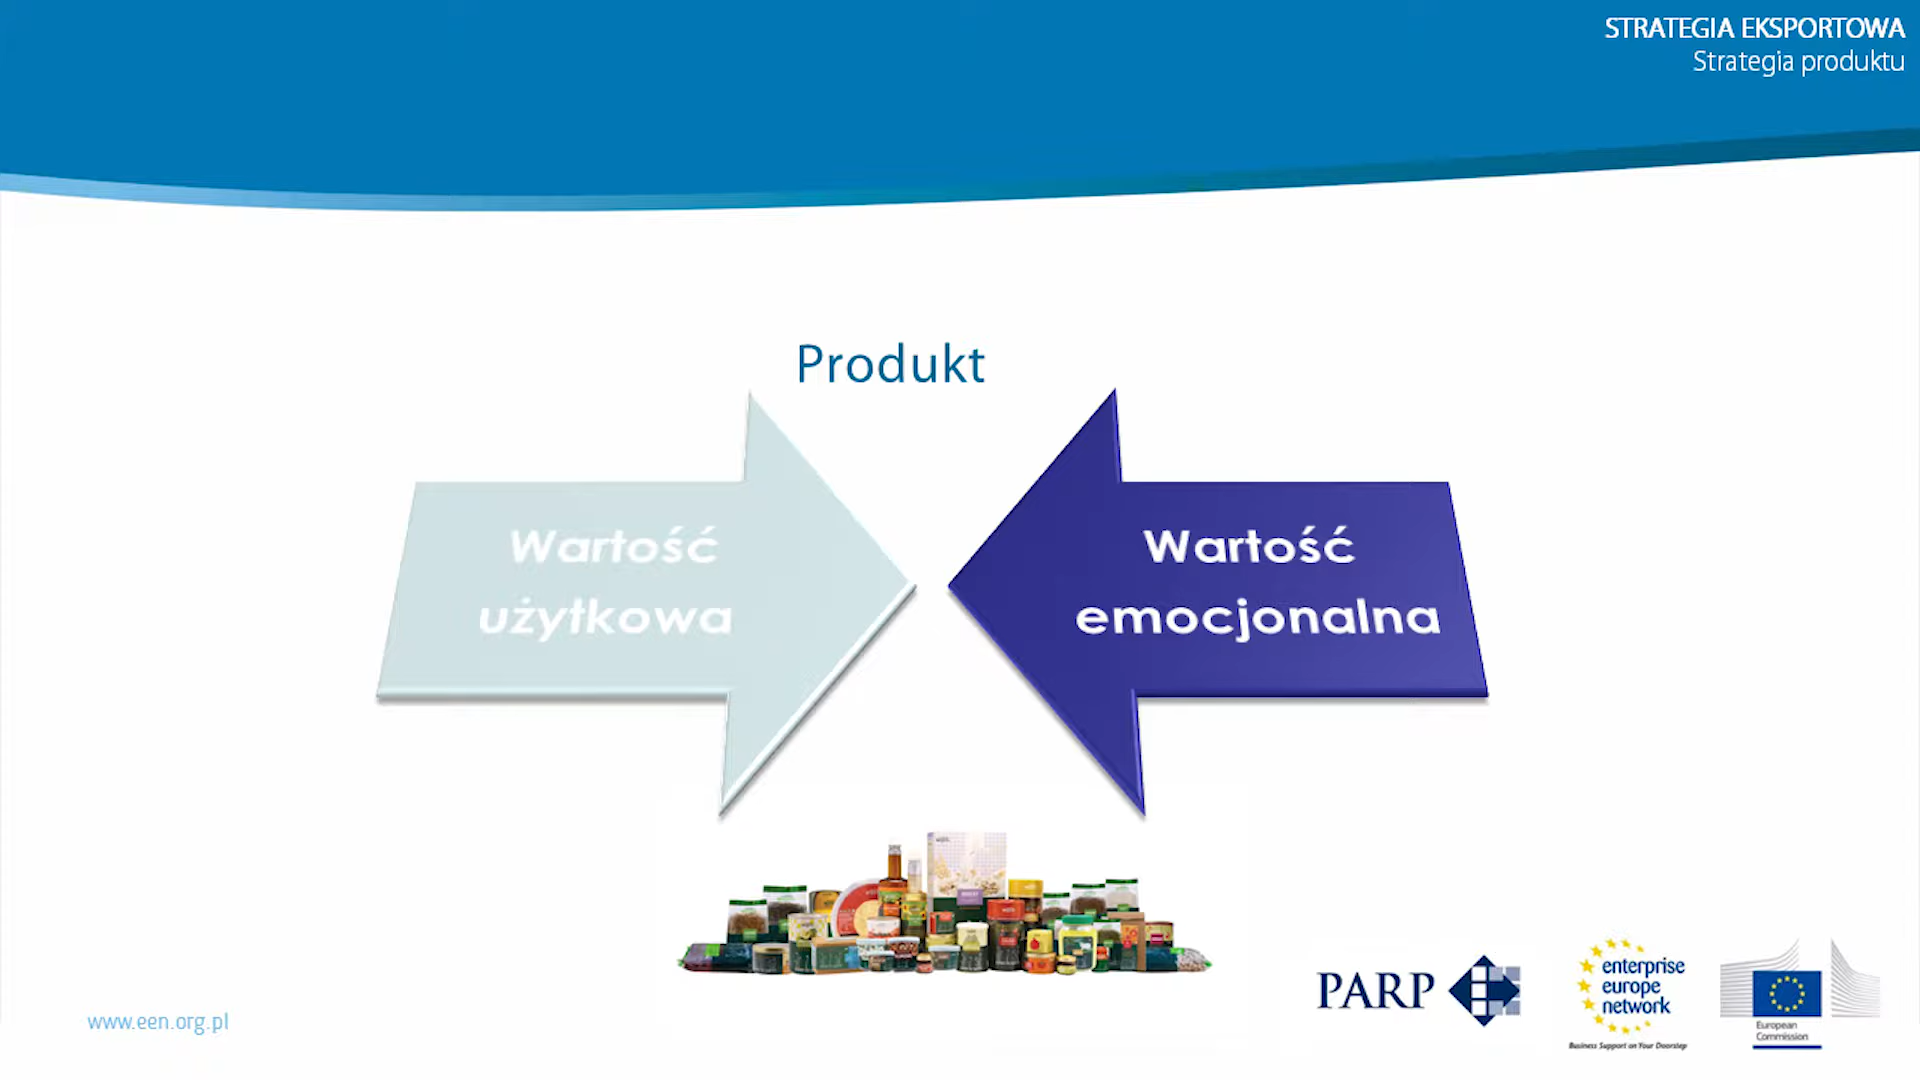 STRATEGIA EKSPORTOWA
Strategia produktu
Produkt
Wartość
użytkowa
Wartość
emocjonalna
www.een.org.pl
PARP
enterprise
europe
network
Business Support on Your Doorstep
European
Commission